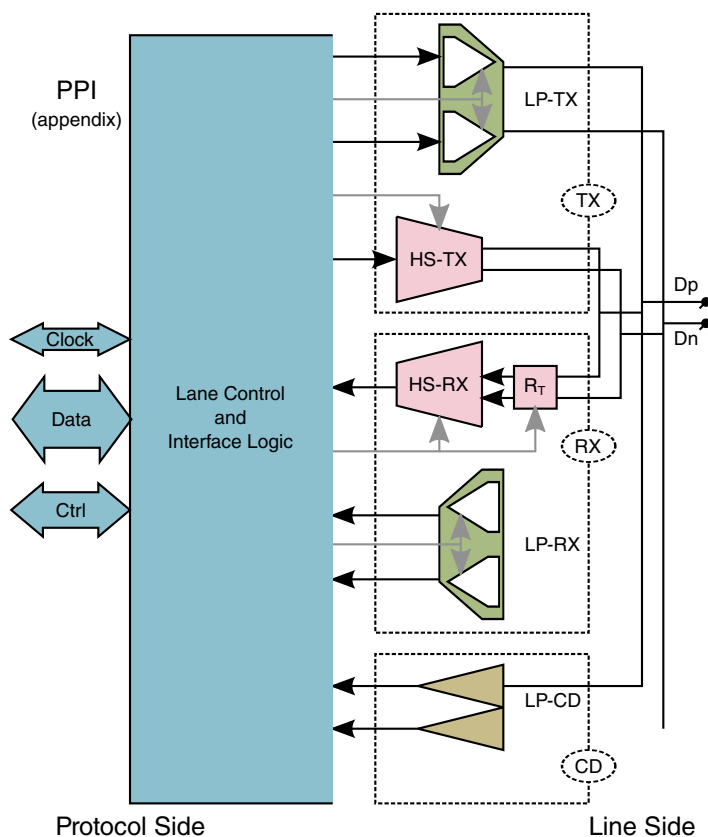 PPI
(appendix)
LP-TX
TX
HS-TX
Dp
Dn
Clock
HS-RX
RT
Lane Control
and
Interface Logic
Data
RX
Ctrl
LP-RX
LP-CD
CD
Protocol Side
Line Side